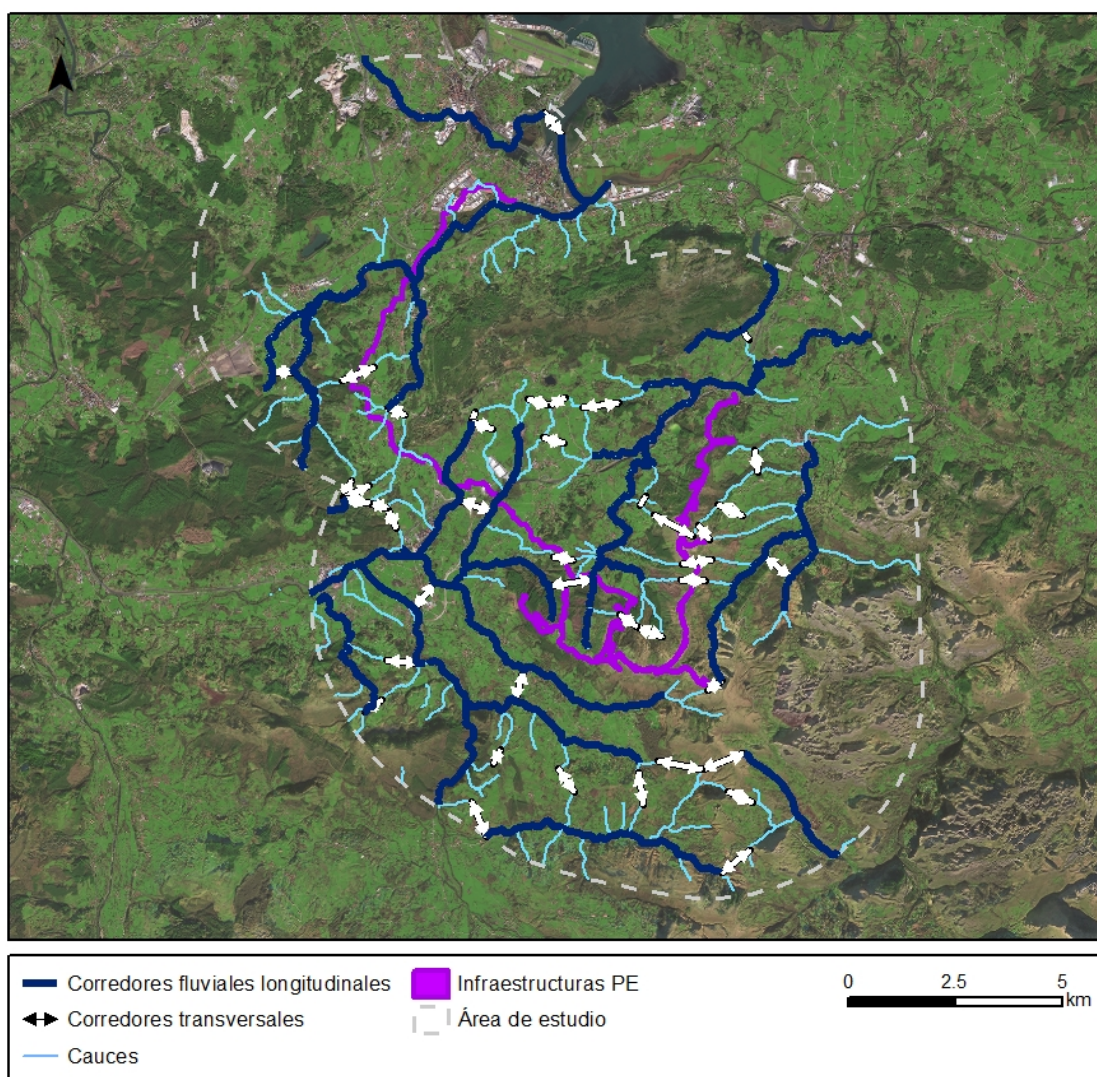 Corredores fluviales longitudinales
Corredores transversales
Cauces
Infraestructuras PE
Área de estudio
0 2.5 5
km